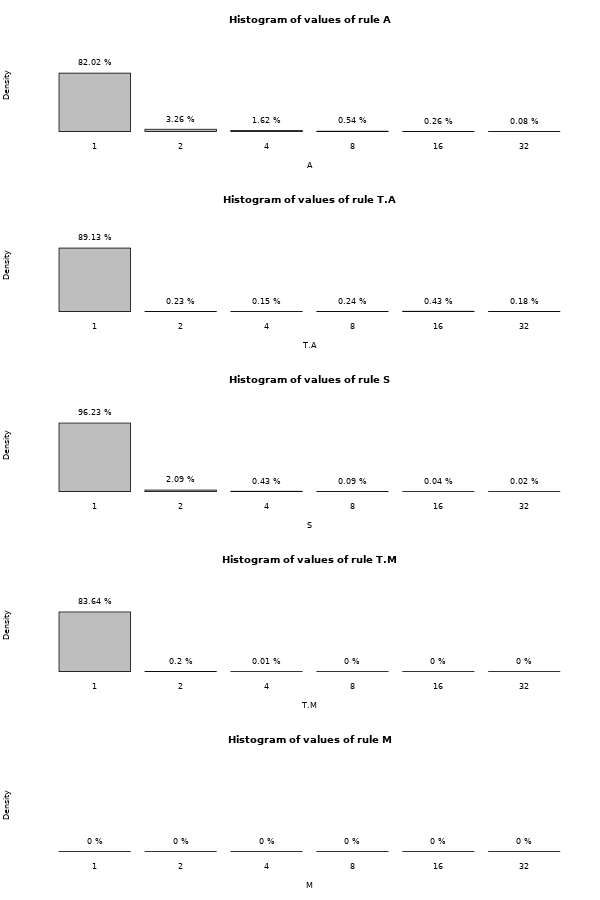 Histogram of values of rule A
Density
82.02 % 3.26 % 1.62 % 0.54 % 0.26 % 0.08 %
1 2 4 8 16 32
A
Histogram of values of rule T.A
Density
89.13 % 0.23 % 0.15 % 0.24 % 0.43 % 0.18 %
1 2 4 8 16 32
T.A
Histogram of values of rule S
Density
96.23 % 2.09 % 0.43 % 0.09 % 0.04 % 0.02 %
1 2 4 8 16 32
S
Histogram of values of rule T.M
Density
83.64 % 0.2 % 0.01 % 0 % 0 % 0 %
1 2 4 8 16 32
T.M
Histogram of values of rule M
Density
0 % 0 % 0 % 0 % 0 % 0 %
1 2 4 8 16 32
M